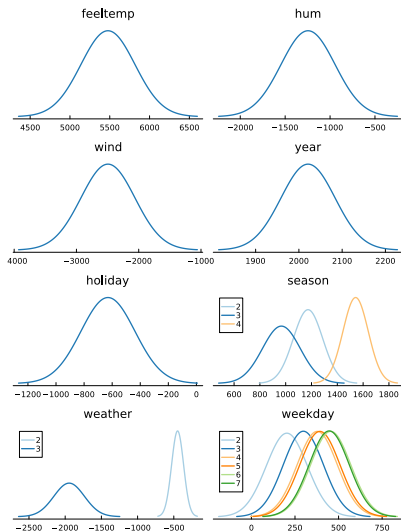 feeltemp hum
4500 5000 5500 6000 6500 −2000 −1500 −1000 −500
wind year
−4000 −3000 −2000 −1000 1900 2000 2100 2200
holiday season
2
3
4
−1200 −1000 −800 −600 −400 −200 0 600 800 1000 1200 1400 1600 1800
weather weekday
2
3
2
3
4
5
6
7
−2500 −2000 −1500 −1000 −500 0 250 500 750